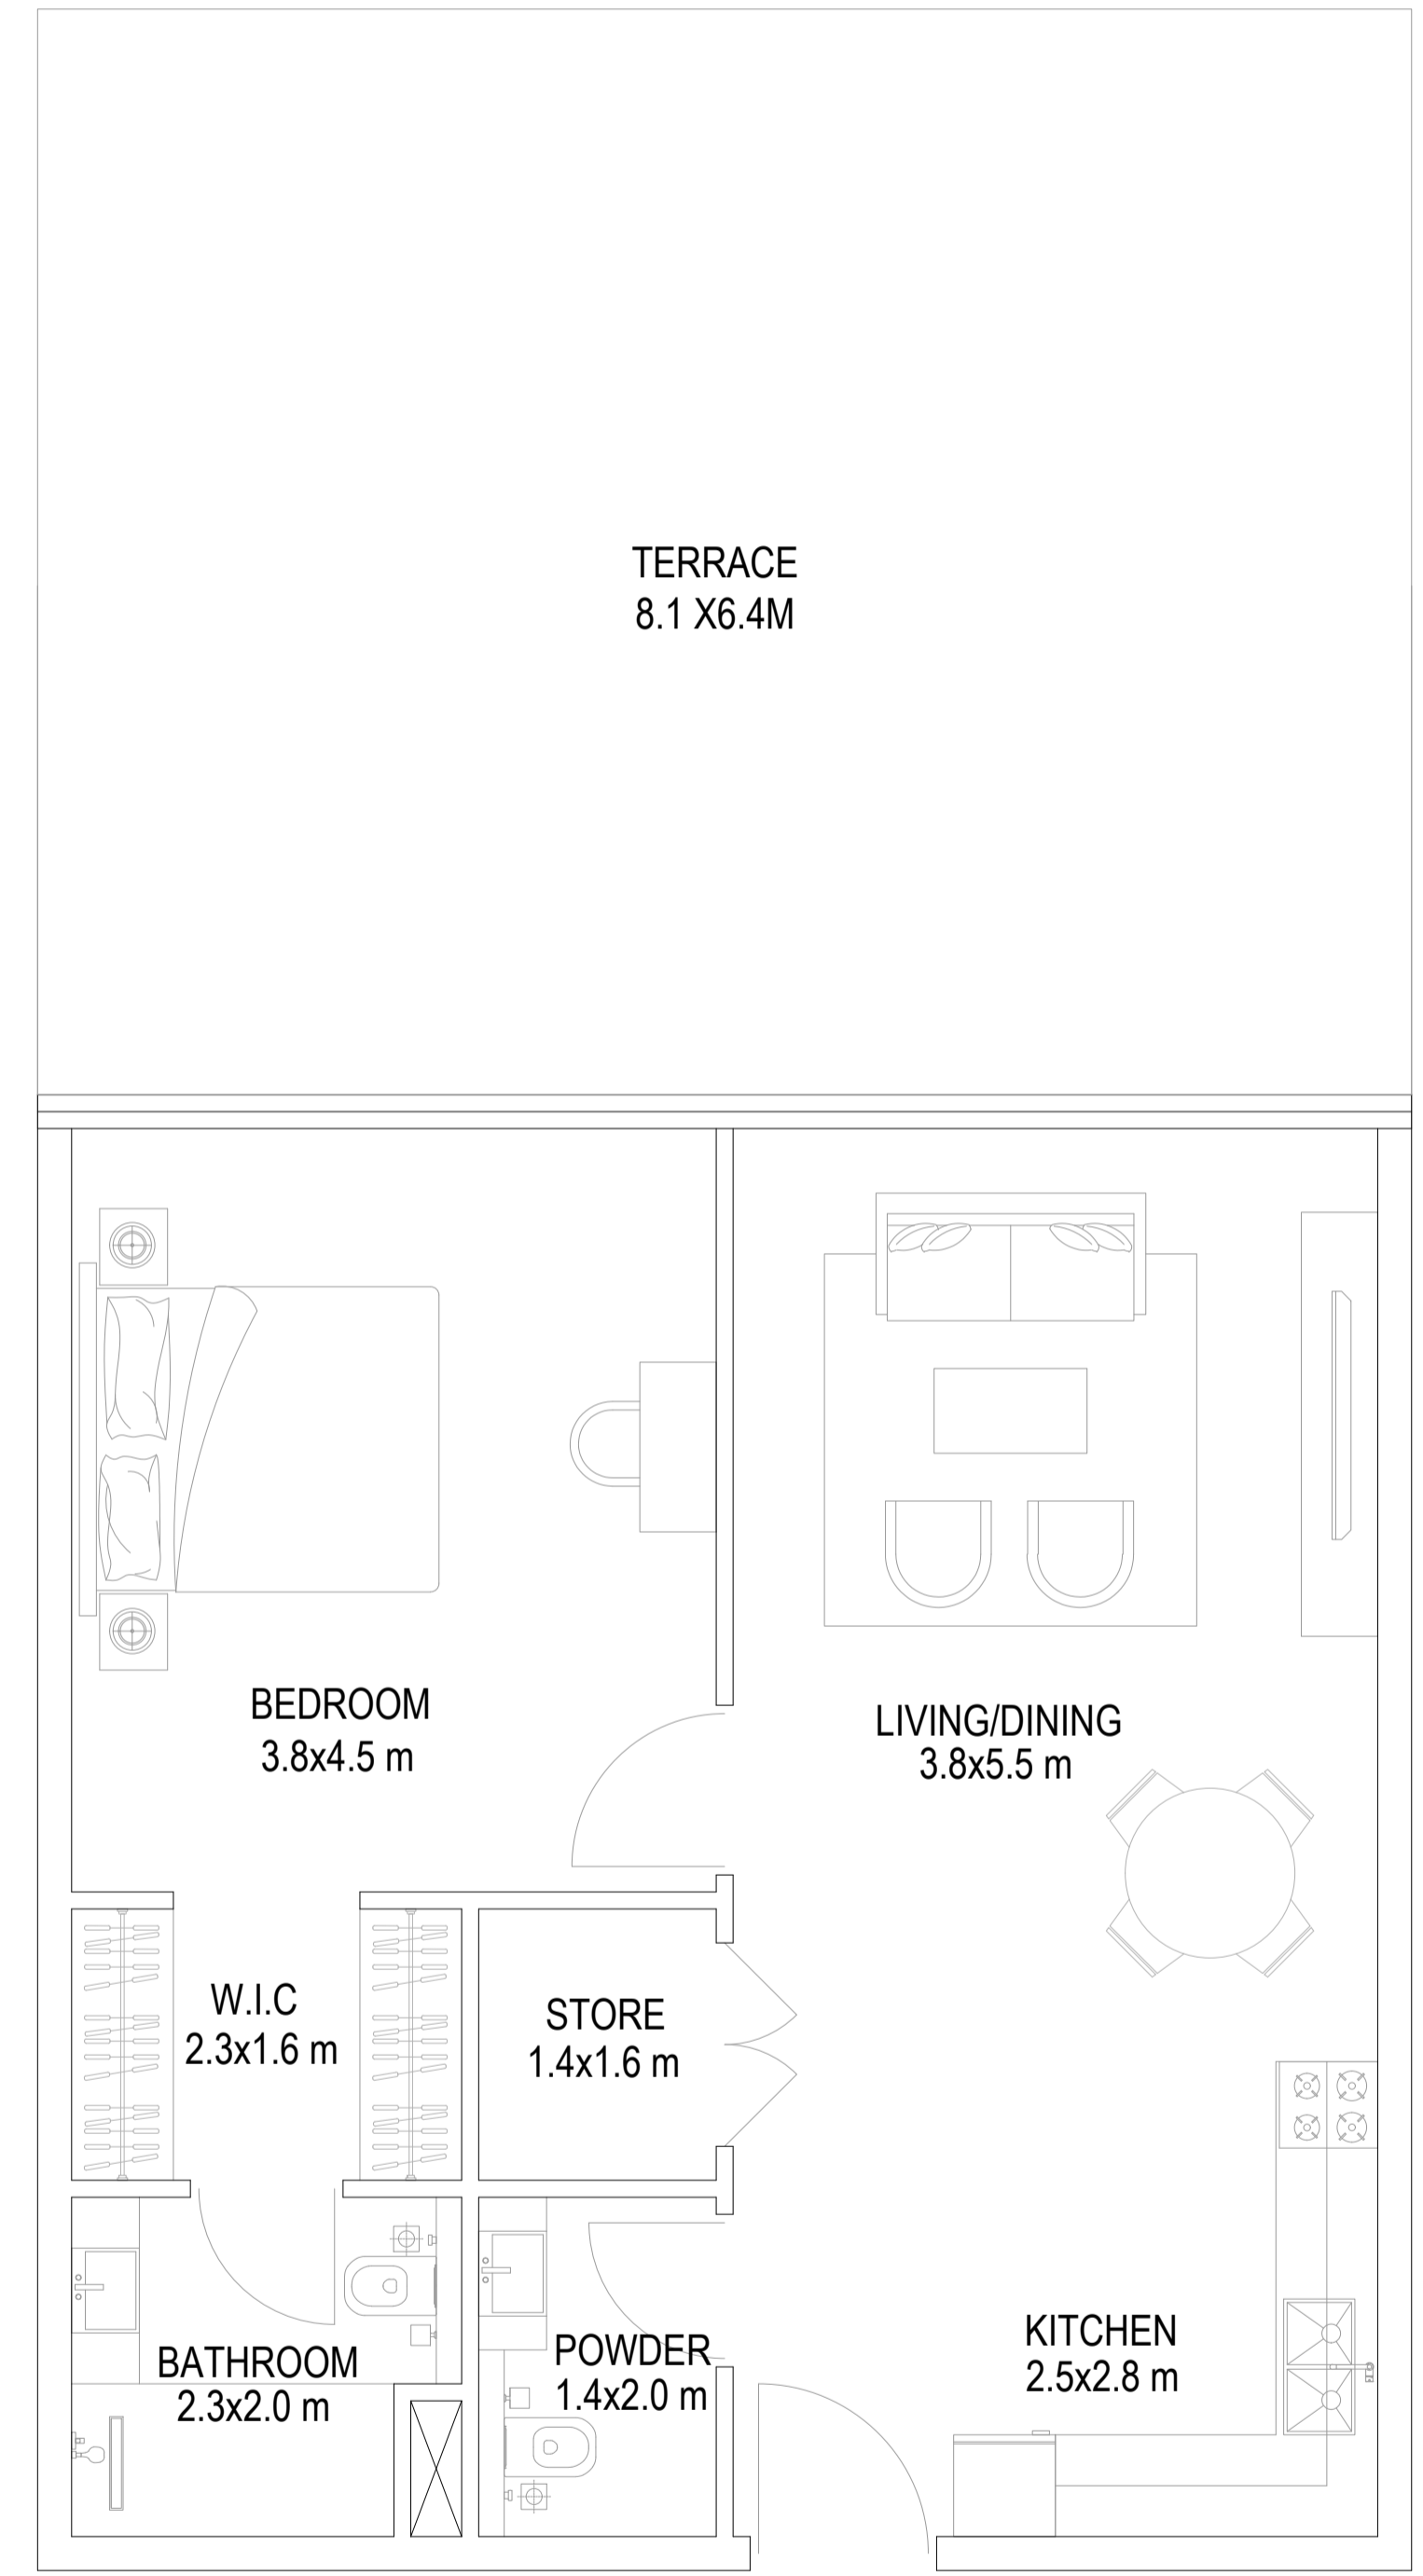 TERRACE
8.1 X6.4M
BEDROOM
3.8x4.5 m
LIVING/DINING
3.8x5.5 m
W.I.C
2.3x1.6 m
STORE
1.4x1.6 m
BATHROOM
2.3x2.0 m
POWDER
1.4x2.0 m
KITCHEN
2.5x2.8 m